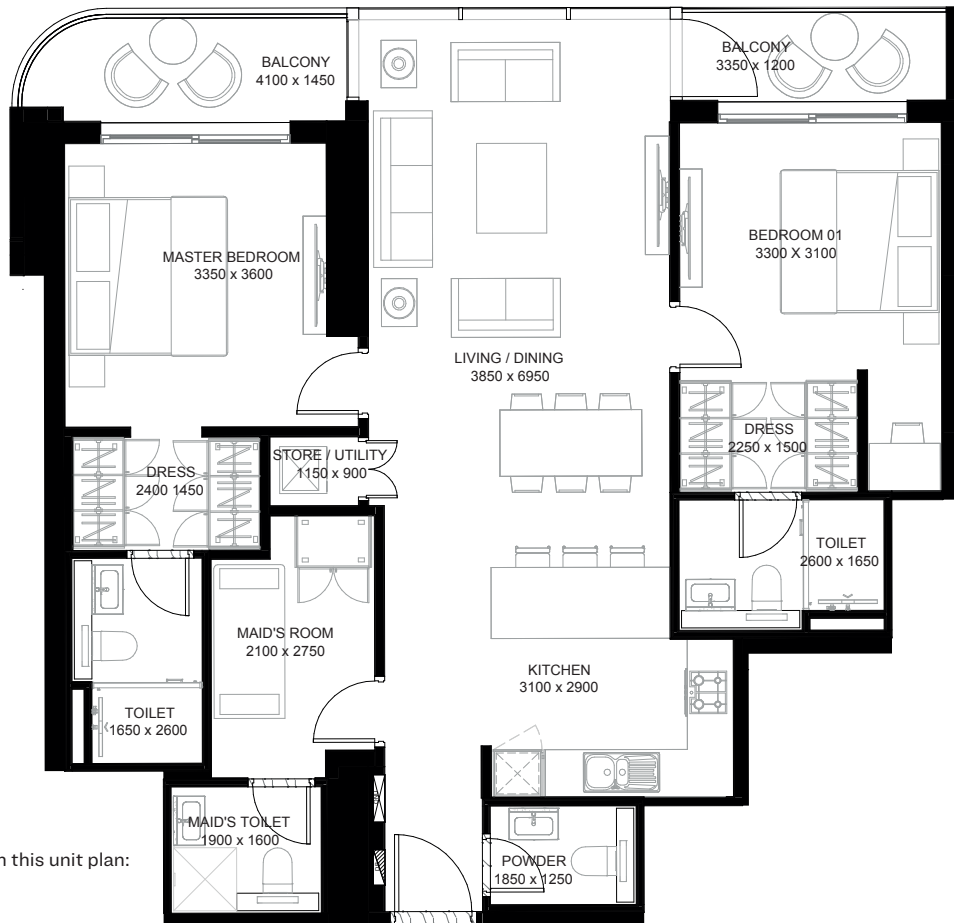 BALCONY
4100 x 1450
BALCONY
3350 x 1200
MASTER BEDROOM
3350 x 3600
BEDROOM 01
3300 X 3100
LIVING / DINING
3850 x 6950
DRESS
2250 x 1500
STORE / UTILITY
1150 x 900
DRESS
2400 1450
TOILET
2600 x 1650
MAID'S ROOM
2100 x 2750
KITCHEN
3100 x 2900
TOILET
1650 x 2600
MAID'S TOILET
1900 x 1600
POWDER
1850 x 1250
n this unit plan: